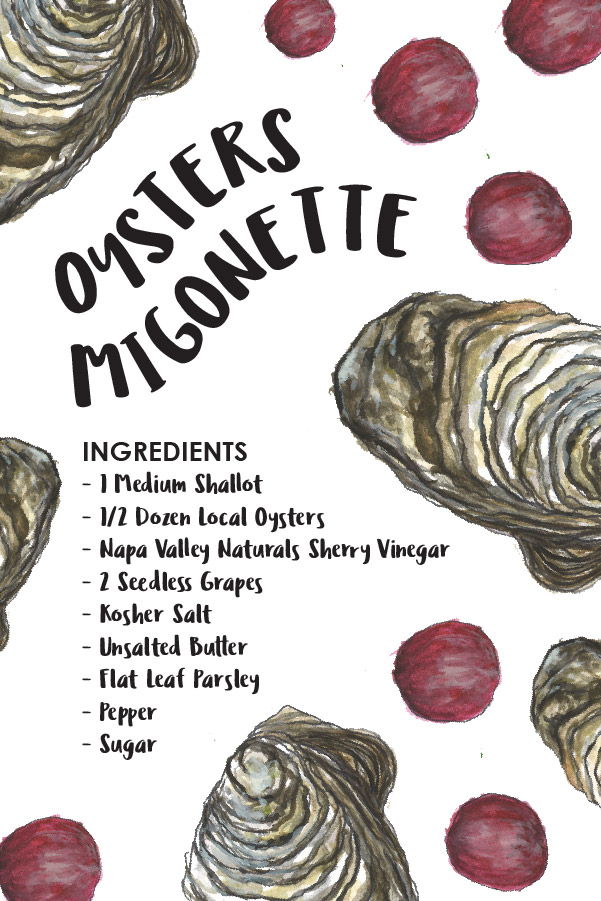 OYSTERS
MIGONETTE
INGREDIENTS
- 1 Medium Shallot
- 1/2 Dozen Local Oysters
- Napa Valley Naturals Sherry Vinegar
- 2 Seedless Grapes
- Kosher Salt
- Unsalted Butter
- Flat Leaf Parsley
- Pepper
- Sugar